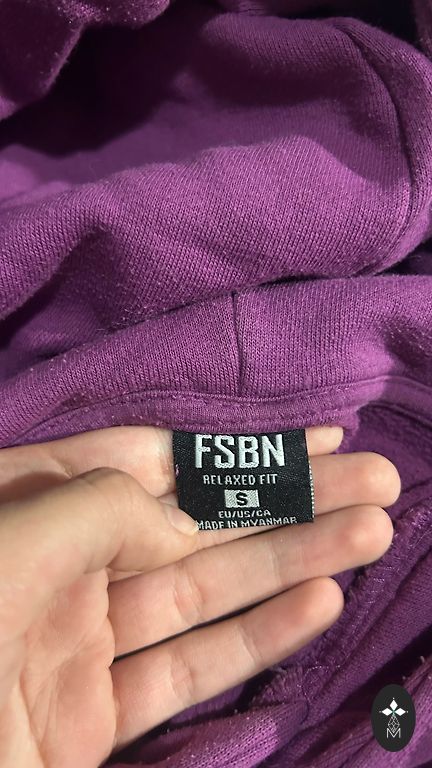 FSBN
RELAXED FIT
S
EU/US/CA
MADE IN MYANMAR